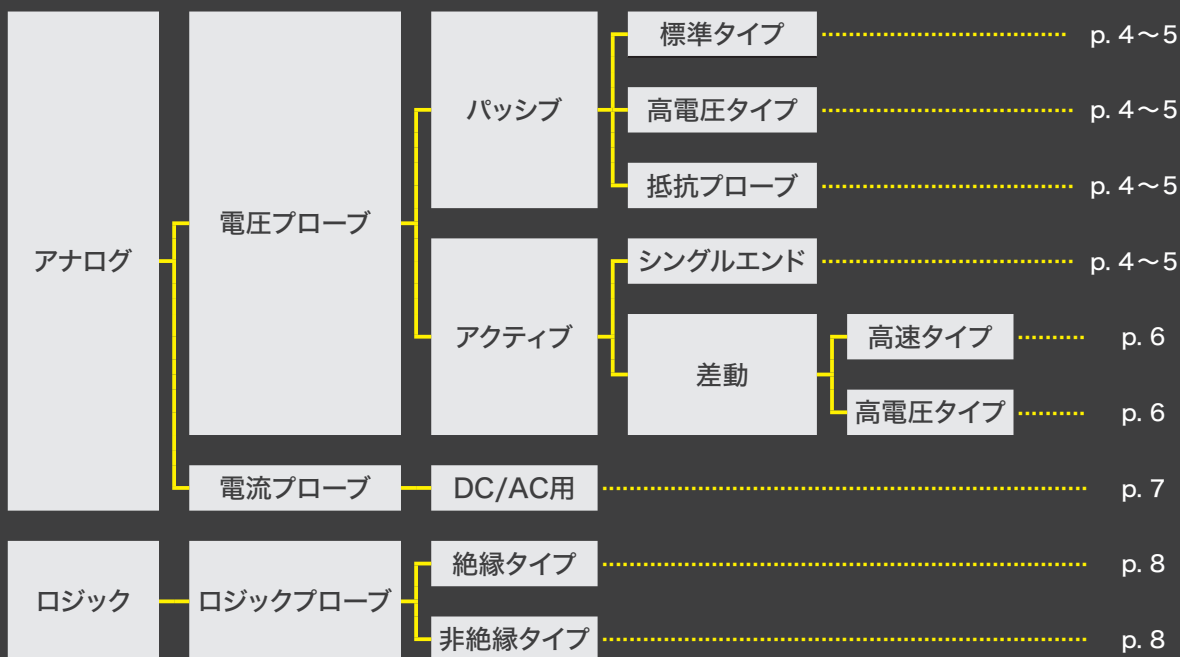 標準タイプ p. 4～5
パッシブ 高電圧タイプ p. 4～5
抵抗プローブ p. 4～5
電圧プローブ
アナログ シングルエンド p. 4～5
アクティブ 高速タイプ p. 6
差動
高電圧タイプ p. 6
電流プローブ DC/AC用 p. 7
絶縁タイプ p. 8
ロジック ロジックプローブ
非絶縁タイプ p. 8